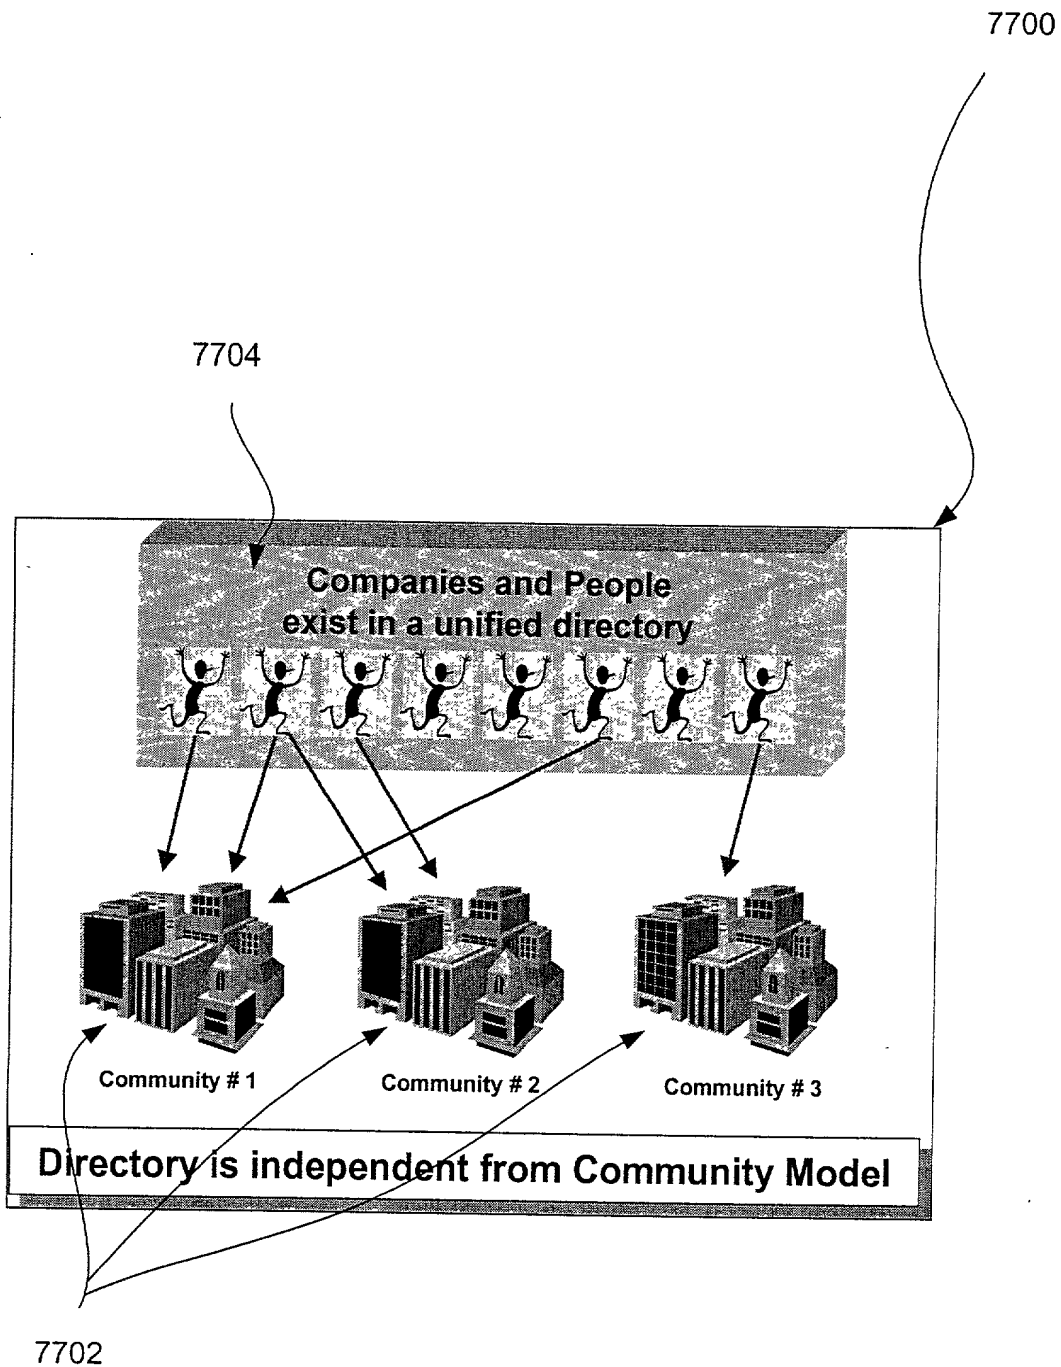 7700
7704
Companies and People
exist in a unified directory
Community # 1
Community # 2
Community # 3
Directory is independent from Community Model
7702